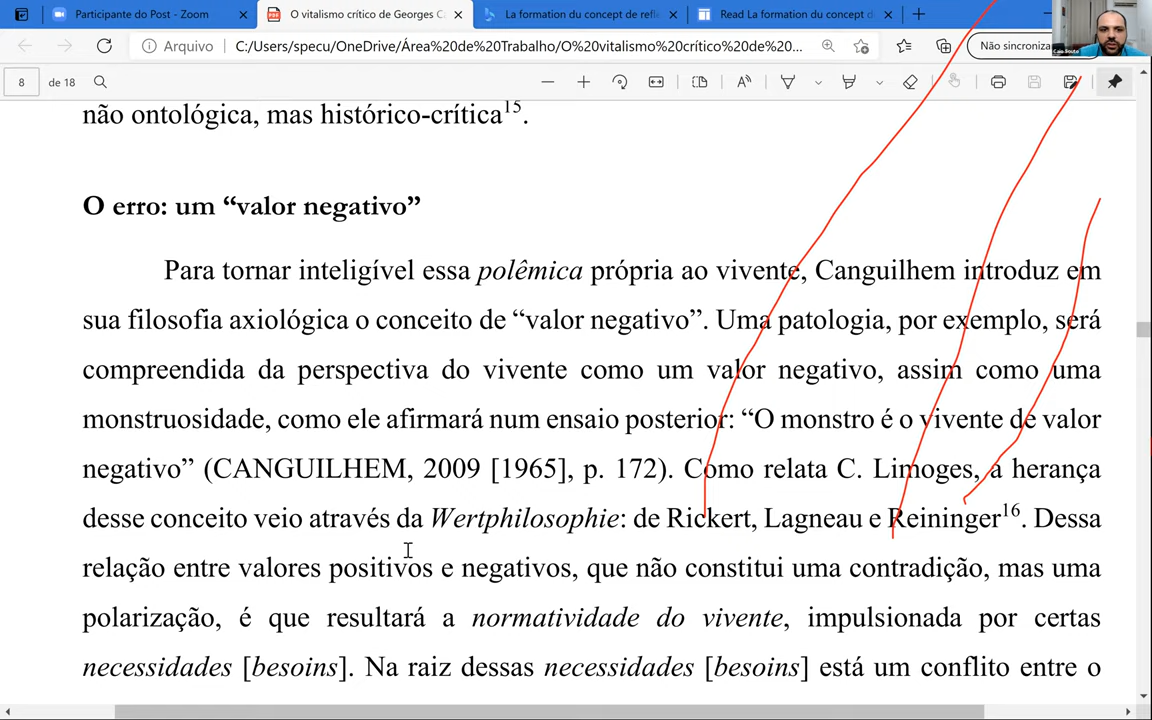 Participante do Post - Zoom
O vitalismo crítico de Georges C
La formation du concept de refle
Read La formation du concept d
Arquivo
C:/Users/specu/OneDrive/Área%20de%20Trabalho/O%20vitalismo%20crítico%20de%20...
Não sincroniza
Caio Souto
8 de 18
não ontológica, mas histórico-crítica15.
O erro: um “valor negativo”
Para tornar inteligível essa polêmica própria ao vivente, Canguilhem introduz em
sua filosofia axiológica o conceito de “valor negativo”. Uma patologia, por exemplo, será
compreendida da perspectiva do vivente como um valor negativo, assim como uma
monstruosidade, como ele afirmará num ensaio posterior: “O monstro é o vivente de valor
negativo” (CANGUILHEM, 2009 [1965], p. 172). Como relata C. Limoges, a herança
desse conceito veio através da Wertphilosophie: de Rickert, Lagneau e Reininger16. Dessa
relação entre valores positivos e negativos, que não constitui uma contradição, mas uma
polarização, é que resultará a normatividade do vivente, impulsionada por certas
necessidades [besoins]. Na raiz dessas necessidades [besoins] está um conflito entre o